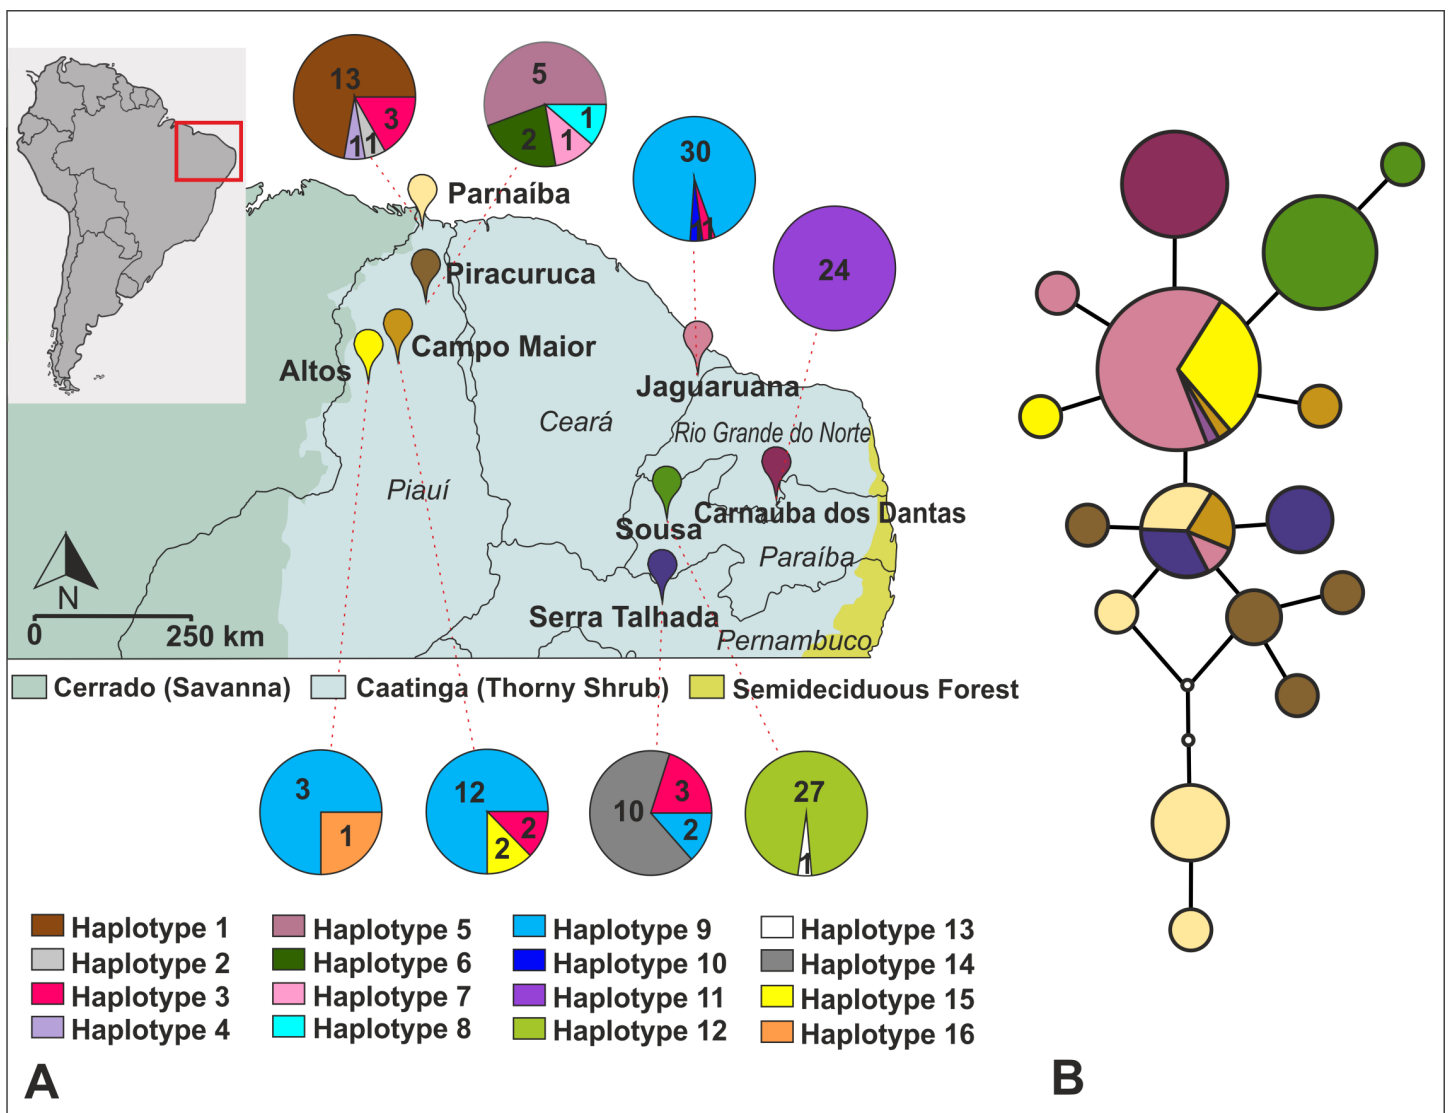 13
3
1
1
5
2
1
1
30
1
1
24
Parnaíba
Piracuruca
Campo Maior
Altos
Jaguaruana
Ceará
Rio Grande do Norte
Piauí
Carnaúba dos Dantas
Sousa
Paraíba
Serra Talhada
Pernambuco
N
0
250 km
Cerrado (Savanna)
Caatinga (Thorny Shrub)
Semideciduous Forest
3
1
12
2
2
10
3
2
27
1
Haplotype 1
Haplotype 2
Haplotype 3
Haplotype 4
Haplotype 5
Haplotype 6
Haplotype 7
Haplotype 8
Haplotype 9
Haplotype 10
Haplotype 11
Haplotype 12
Haplotype 13
Haplotype 14
Haplotype 15
Haplotype 16
A
B